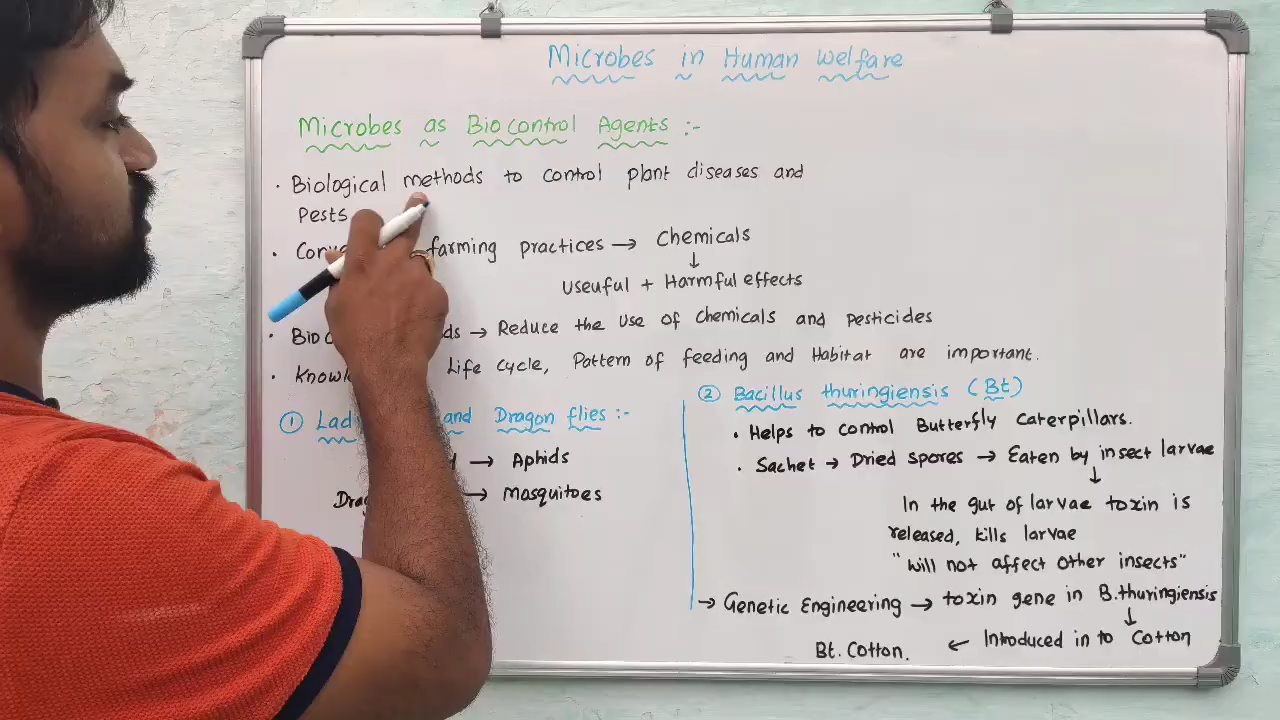 Microbes in Human Welfare
Microbes as Biocontrol Agents :-
• Biological methods to control plant diseases and
Pests
• farming practices → Chemicals
↓
Useuful + Harmful effects
• → Reduce the use of chemicals and pesticides
• Life cycle, Pattern of feeding and Habitat are important.
① and Dragon flies :-
→ Aphids
→ Mosquitoes
② Bacillus thuringiensis (Bt)
• Helps to control Butterfly caterpillars.
• Sachet → Dried spores → Eaten by insect larvae
↓
In the gut of larvae toxin is
released, kills larvae
"will not affect other insects"
→ Genetic Engineering → toxin gene in B.thuringiensis
↓
Bt. Cotton. ← Introduced in to Cotton